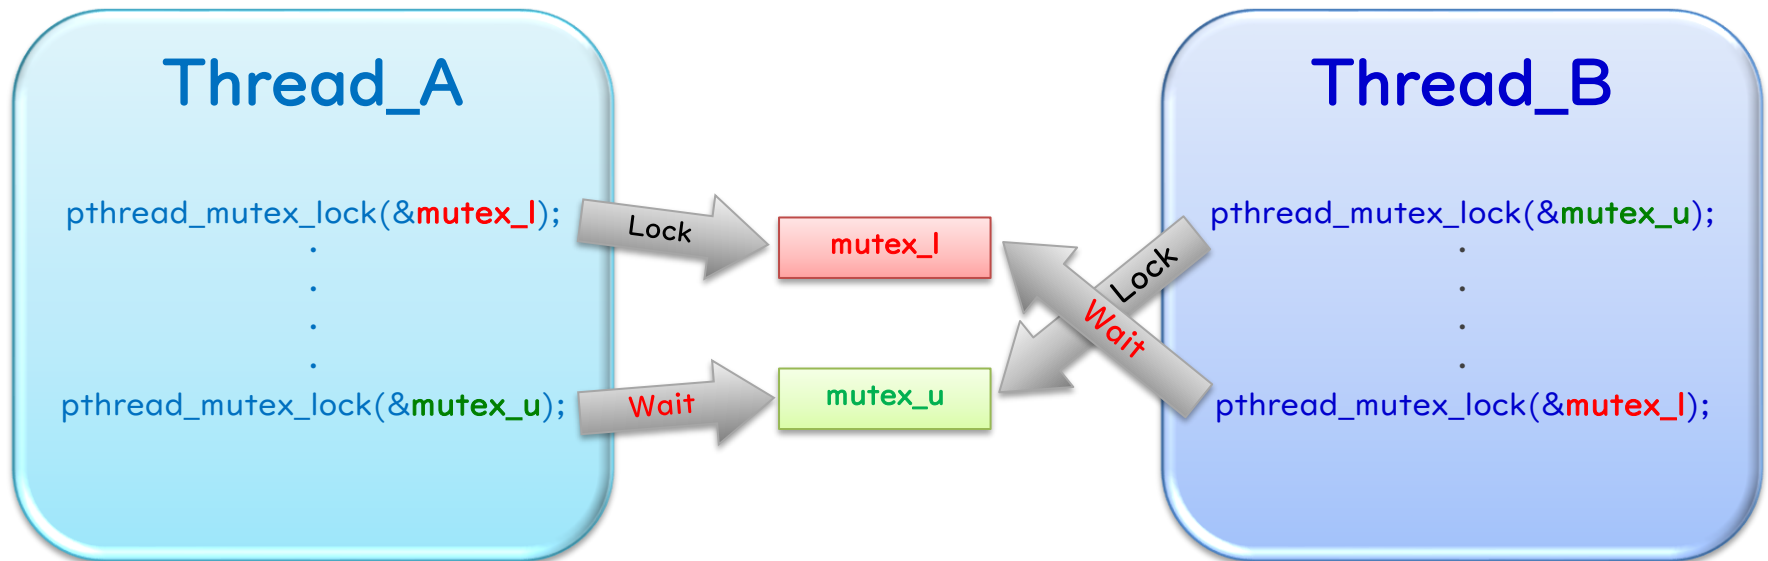 Thread_A
pthread_mutex_lock(&mutex_l);
.
.
.
.
pthread_mutex_lock(&mutex_u);
Lock
Wait
mutex_l
mutex_u
Lock
Wait
Thread_B
pthread_mutex_lock(&mutex_u);
.
.
.
.
pthread_mutex_lock(&mutex_l);